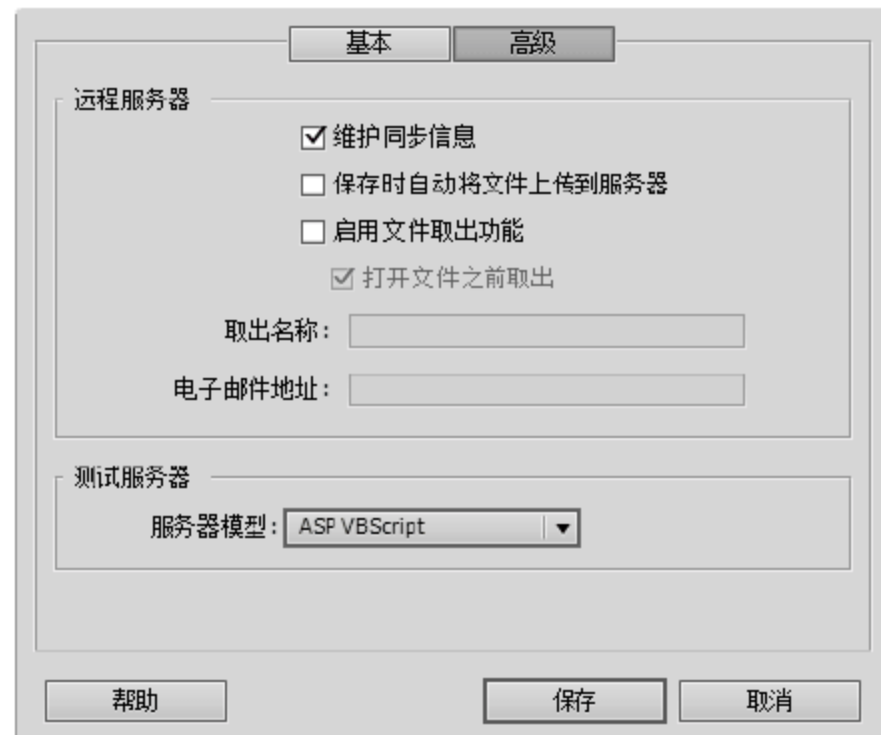 基本 高级
远程服务器
维护同步信息
保存时自动将文件上传到服务器
启用文件取出功能
打开文件之前取出
取出名称：
电子邮件地址：
测试服务器
服务器模型： ASP VBScript
帮助 保存 取消